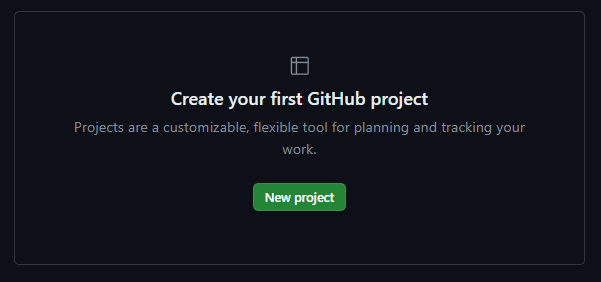 Create your first GitHub project
Projects are a customizable, flexible tool for planning and tracking your
work.
New project